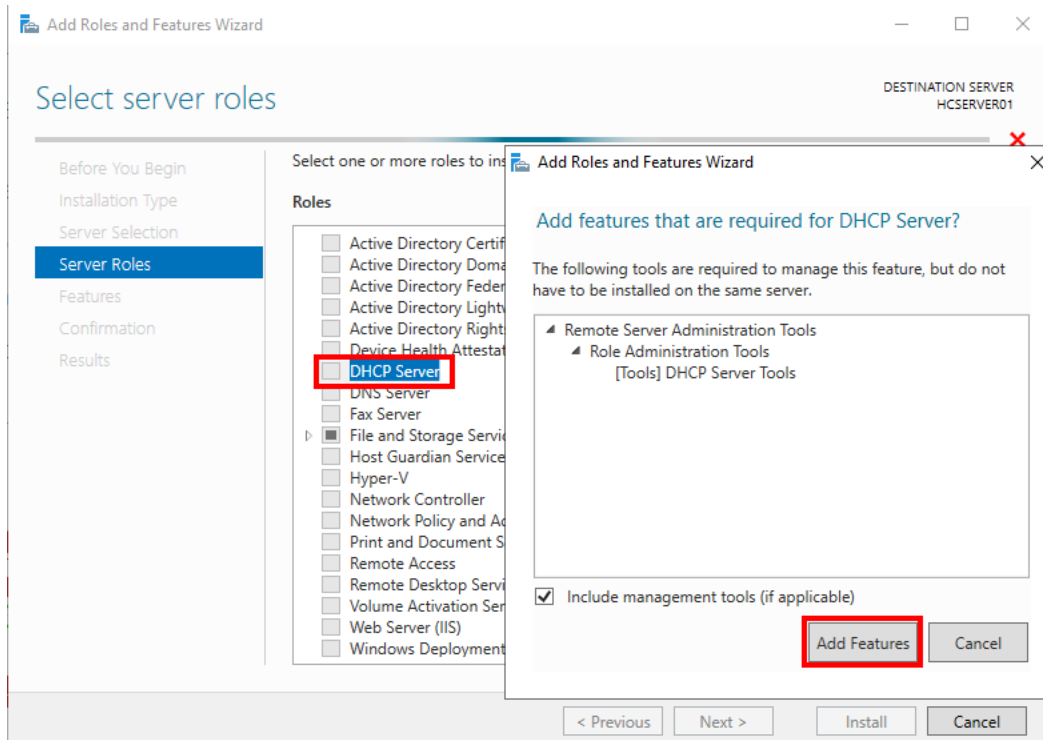 Add Roles and Features Wizard
Select server roles
DESTINATION SERVER
HCSERVER01
Before You Begin
Installation Type
Server Selection
Server Roles
Features
Confirmation
Results
Select one or more roles to ins
Roles
Active Directory Certif
Active Directory Doma
Active Directory Feder
Active Directory Lightw
Active Directory Rights
Device Health Attestat
DHCP Server
DNS Server
Fax Server
File and Storage Servic
Host Guardian Service
Hyper-V
Network Controller
Network Policy and Ac
Print and Document S
Remote Access
Remote Desktop Servi
Volume Activation Ser
Web Server (IIS)
Windows Deployment
Add Roles and Features Wizard
Add features that are required for DHCP Server?
The following tools are required to manage this feature, but do not
have to be installed on the same server.
Remote Server Administration Tools
Role Administration Tools
[Tools] DHCP Server Tools
Include management tools (if applicable)
Add Features
Cancel
< Previous
Next >
Install
Cancel